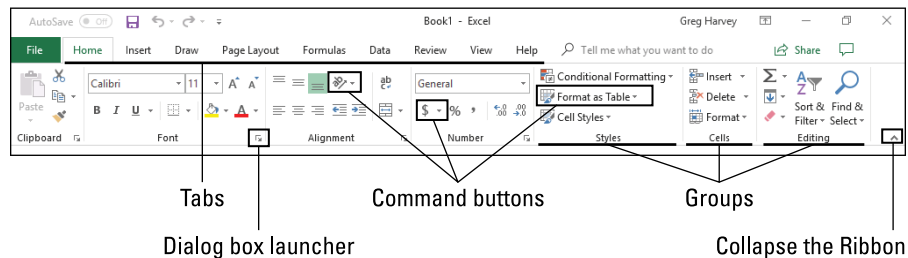 AutoSave Off Book1 - Excel Greg Harvey
File Home Insert Draw Page Layout Formulas Data Review View Help Tell me what you want to do Share
Calibri 11 A A ab General Conditional Formatting Insert
Paste Format as Table Delete
B I U A $ % , .00 .00 Cell Styles Format Sort & Filter Find & Select
Clipboard Font Alignment Number Styles Cells Editing
Tabs Command buttons Groups
Dialog box launcher Collapse the Ribbon